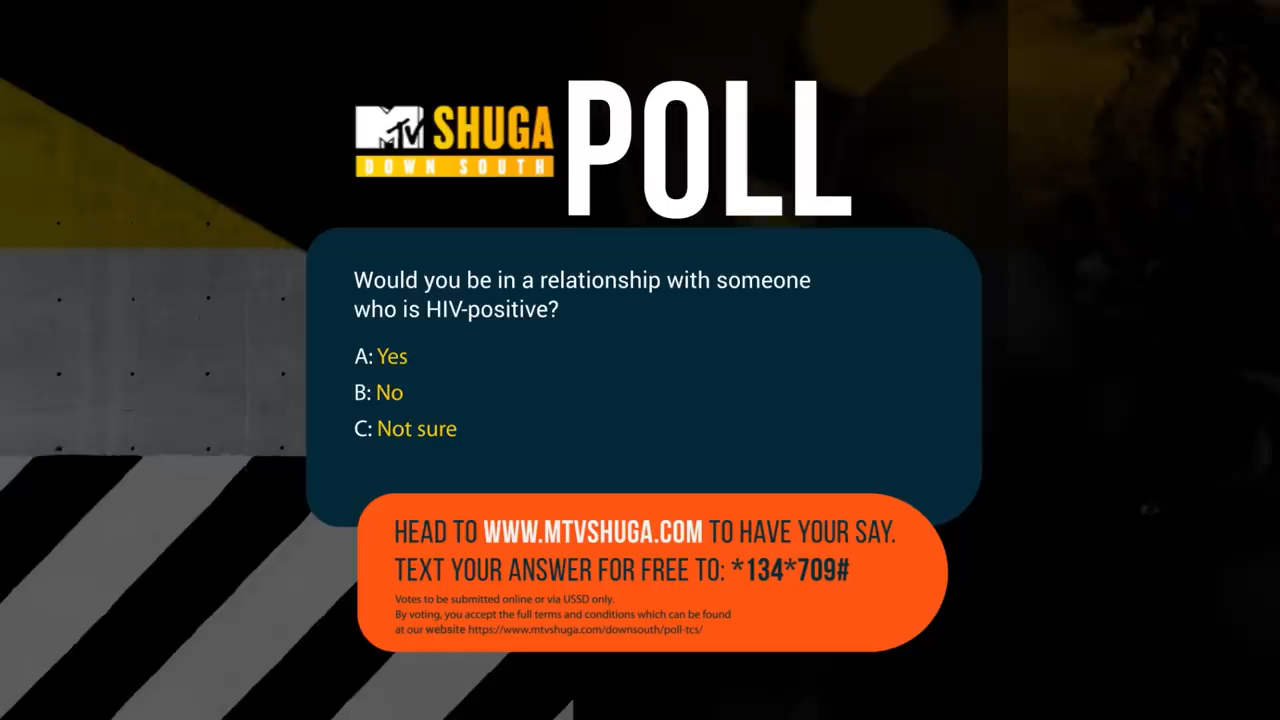 MTV SHUGA
DOWN SOUTH
POLL
Would you be in a relationship with someone
who is HIV-positive?
A: Yes
B: No
C: Not sure
HEAD TO WWW.MTVSHUGA.COM TO HAVE YOUR SAY.
TEXT YOUR ANSWER FOR FREE TO: *134*709#
Votes to be submitted online or via USSD only.
By voting, you accept the full terms and conditions which can be found
at our website https://www.mtvshuga.com/downsouth/poll-tcs/